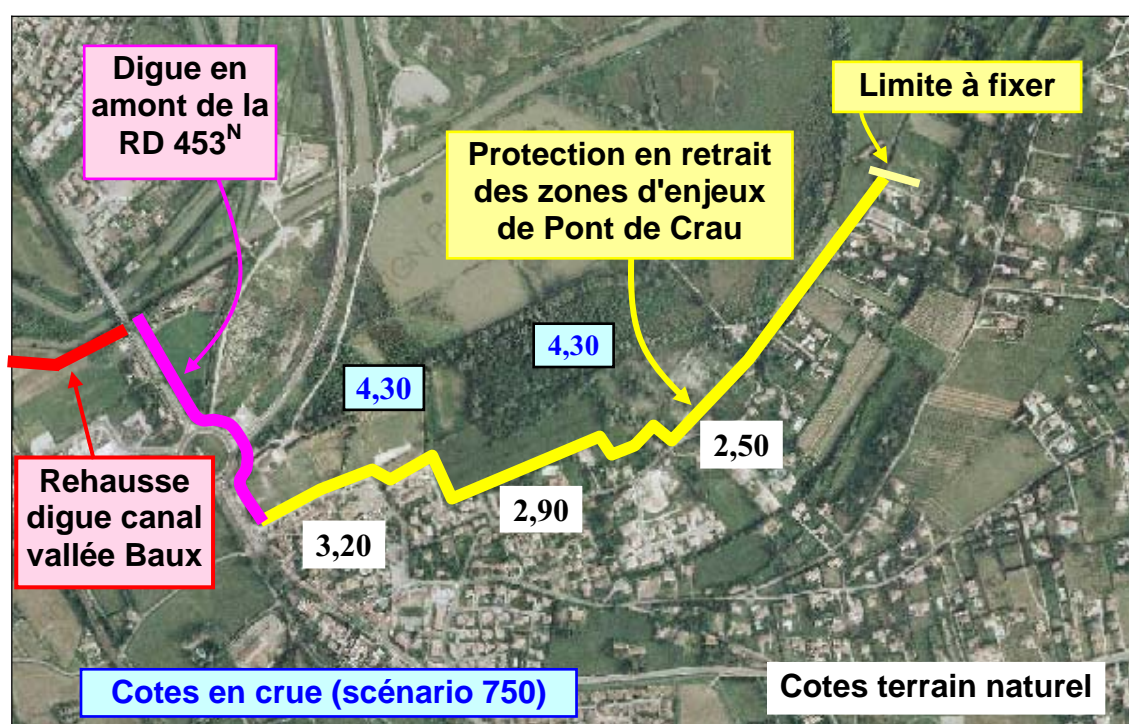 Digue en
amont de la
RD 453N
Limite à fixer
Protection en retrait
des zones d'enjeux
de Pont de Crau
4,30
4,30
2,50
2,90
3,20
Rehausse
digue canal
vallée Baux
Cotes en crue (scénario 750)
Cotes terrain naturel